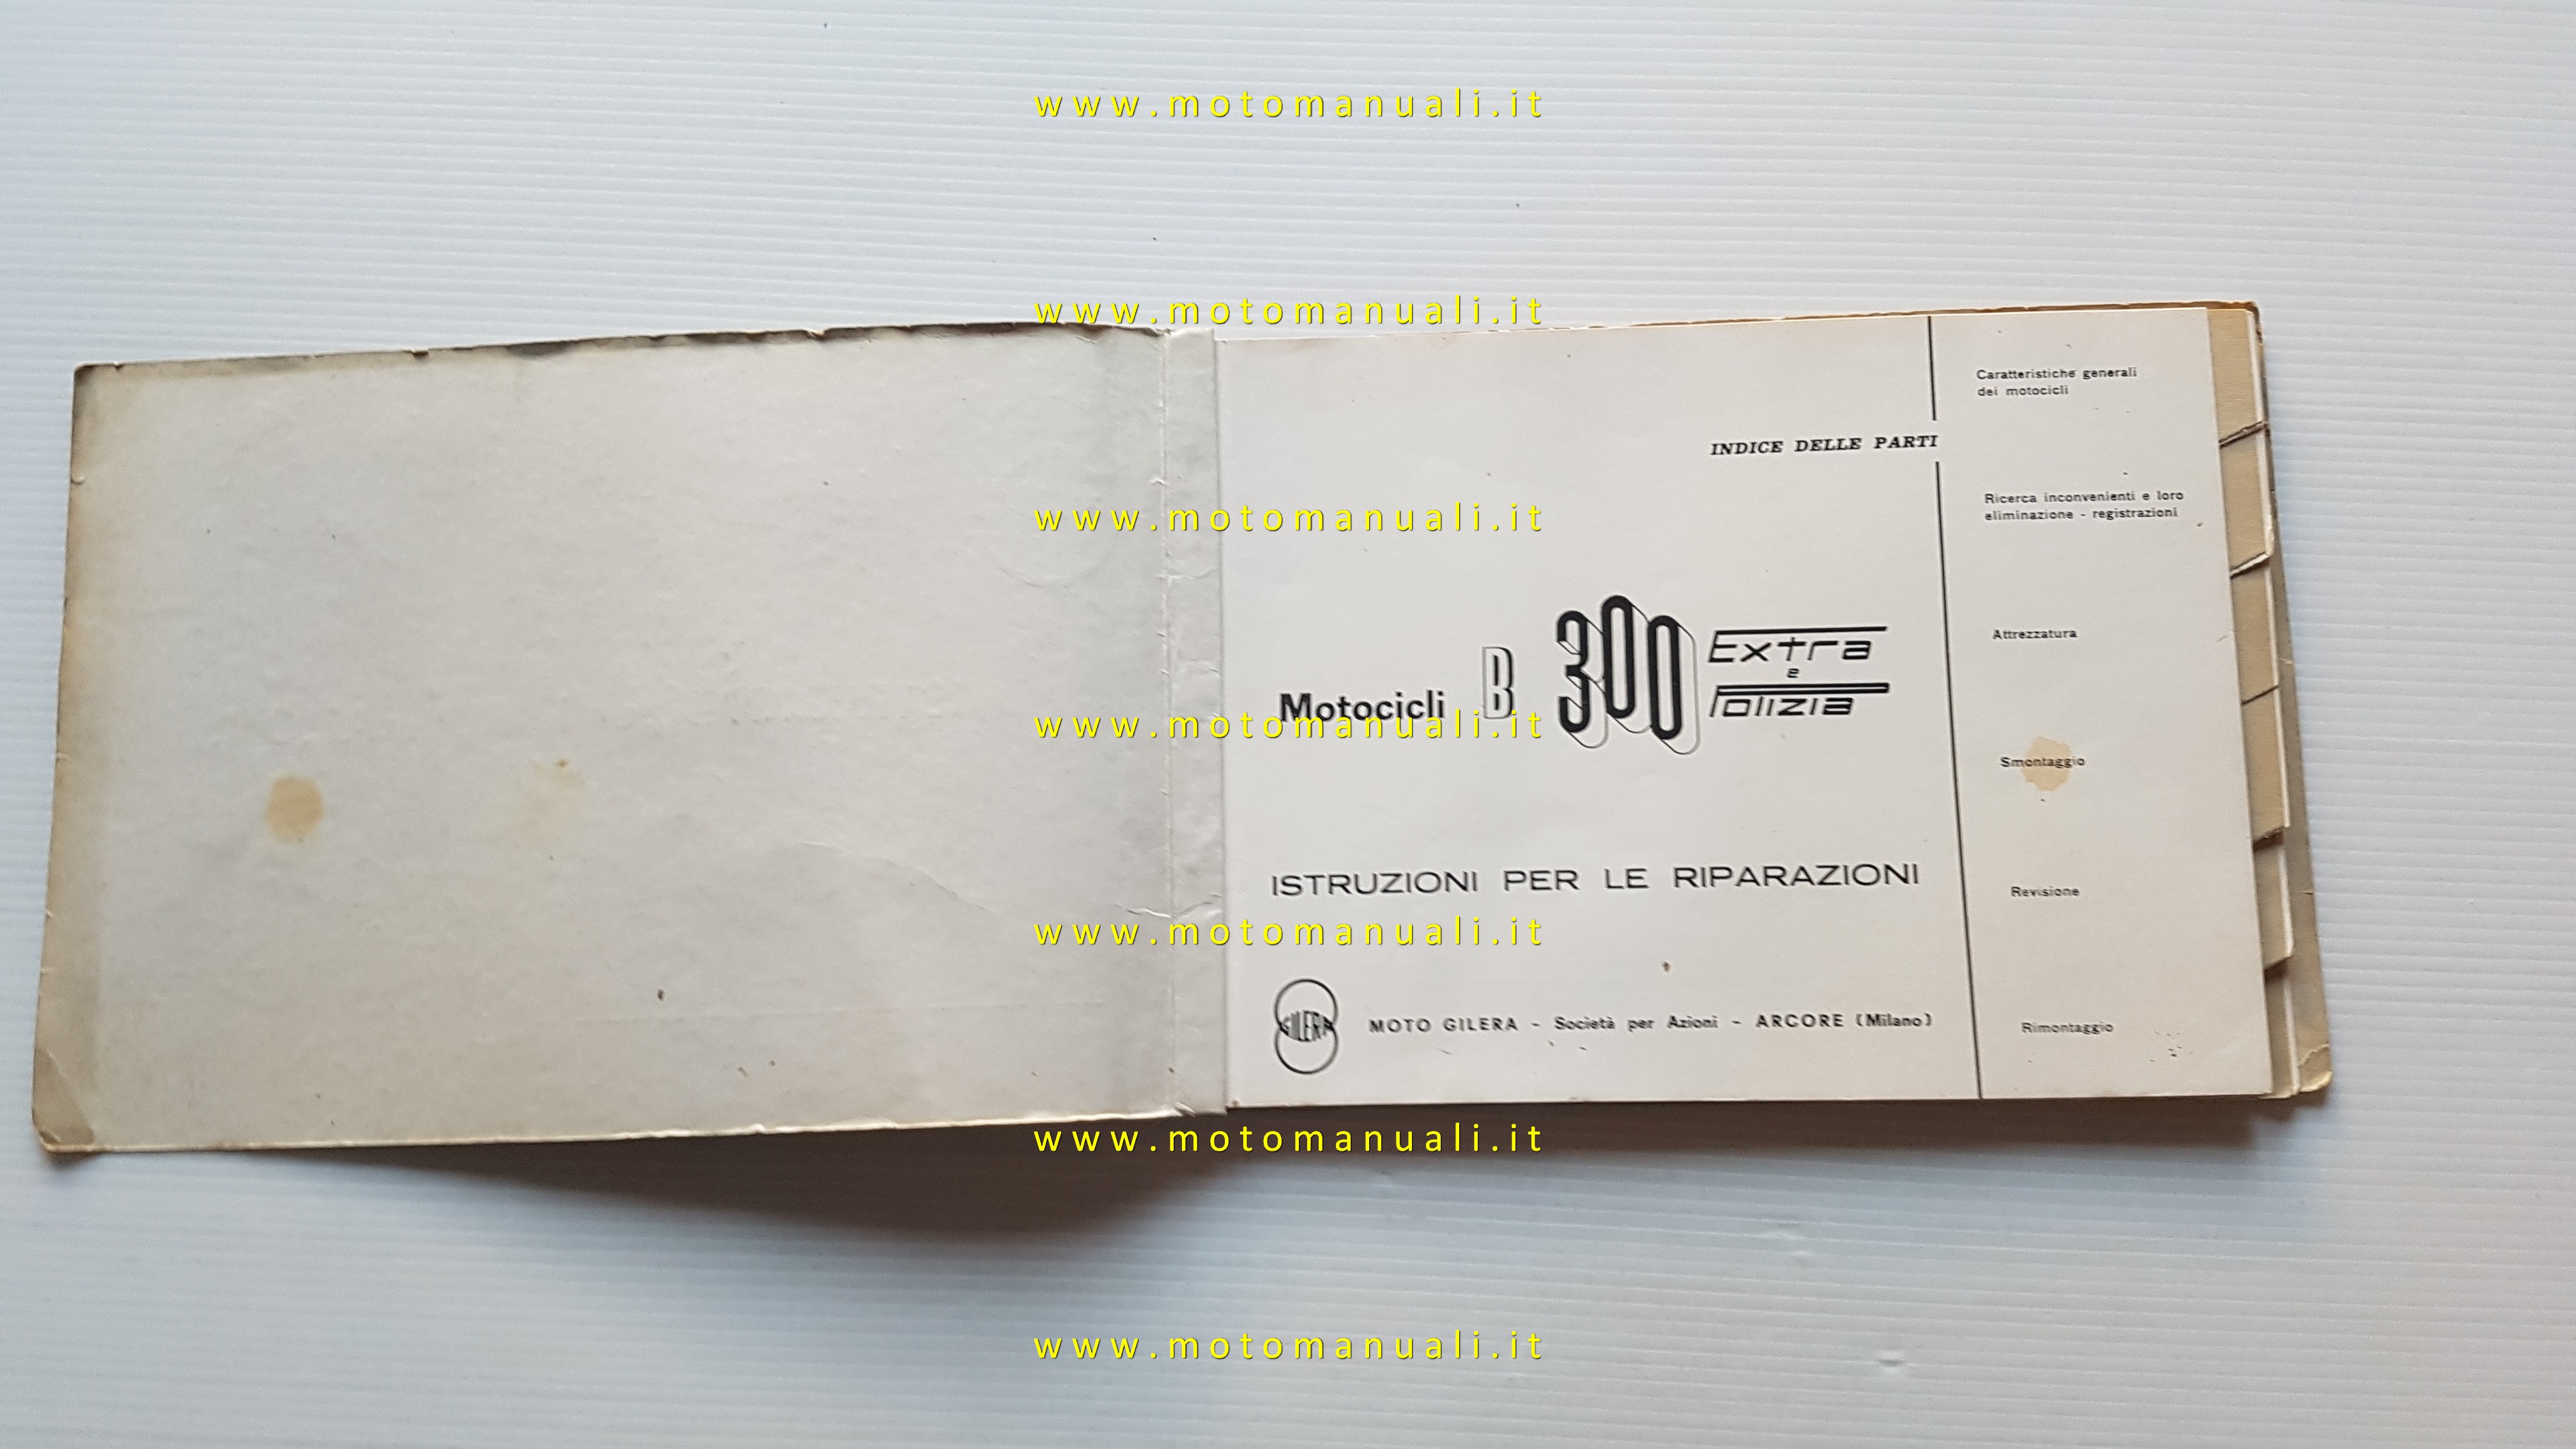 www.motomanuali.it
www.motomanuali.it
Caratteristiche generali
dei motocicli
INDICE DELLE PARTI
Ricerca inconvenienti e loro
eliminazione - registrazioni
www.motomanuali.it
Attrezzatura
Motocicli B 300 Extra
e
Polizia
www.motomanuali.it
Smontaggio
ISTRUZIONI PER LE RIPARAZIONI
Revisione
www.motomanuali.it
GILERA
MOTO GILERA - Società per Azioni - ARCORE (Milano)
Rimontaggio
www.motomanuali.it
www.motomanuali.it